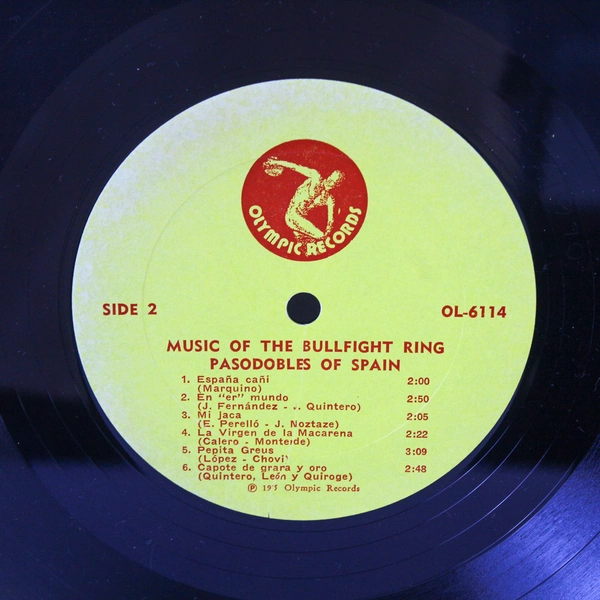 OLYMPIC RECORDS
SIDE 2
OL-6114
MUSIC OF THE BULLFIGHT RING
PASODOBLES OF SPAIN
1. España cañi 2:00
(Marquino)
2. En "er" mundo 2:50
(J. Fernández - .. Quintero)
3. Mi jaca 2:05
(E. Perelló - J. Noztaze)
4. La Virgen de la Macarena 2:22
(Calero - Monterde)
5. Pepita Greus 3:09
(López - Chovi)
6. Capote de grara y oro 2:48
(Quintero, León y Quiroge)
℗ Olympic Records